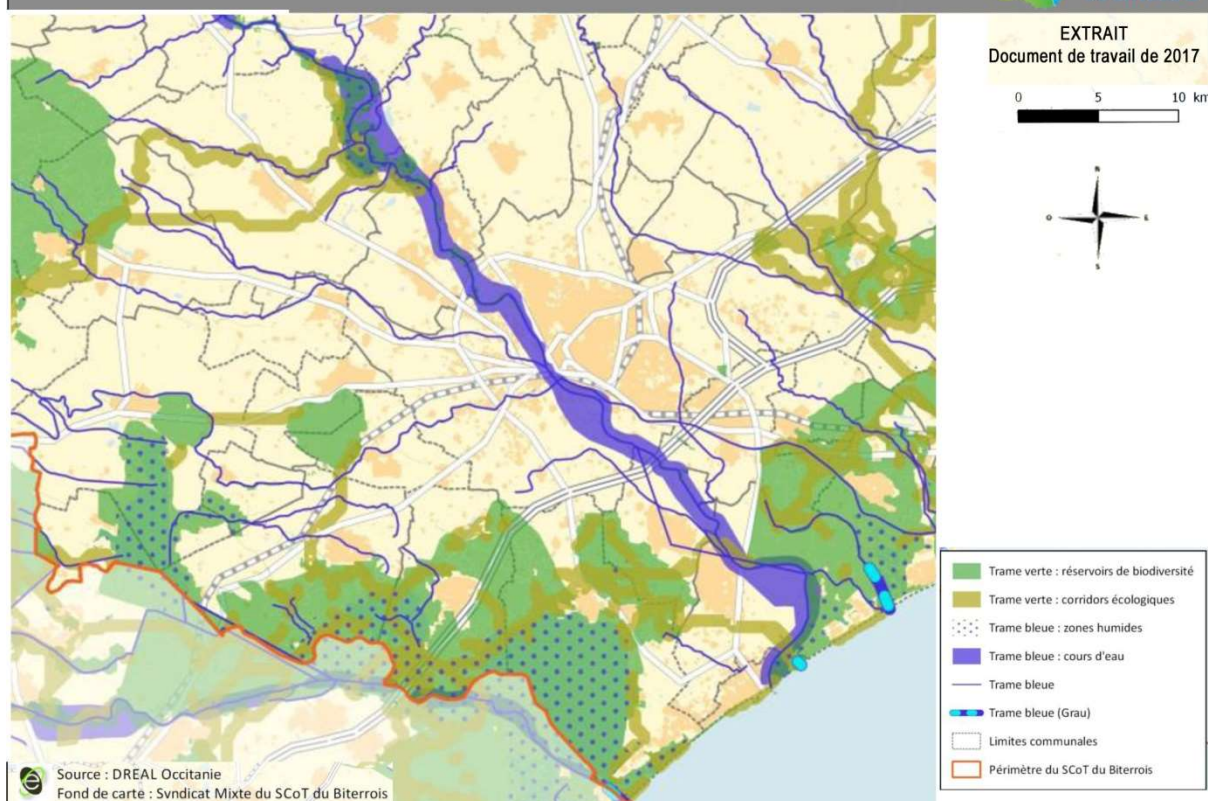 EXTRAIT
Document de travail de 2017
0 5 10 km
N
O E
S
Trame verte : réservoirs de biodiversité
Trame verte : corridors écologiques
Trame bleue : zones humides
Trame bleue : cours d'eau
Trame bleue
Trame bleue (Grau)
Limites communales
Périmètre du SCoT du Biterrois
Source : DREAL Occitanie
Fond de carte : Syndicat Mixte du SCoT du Biterrois